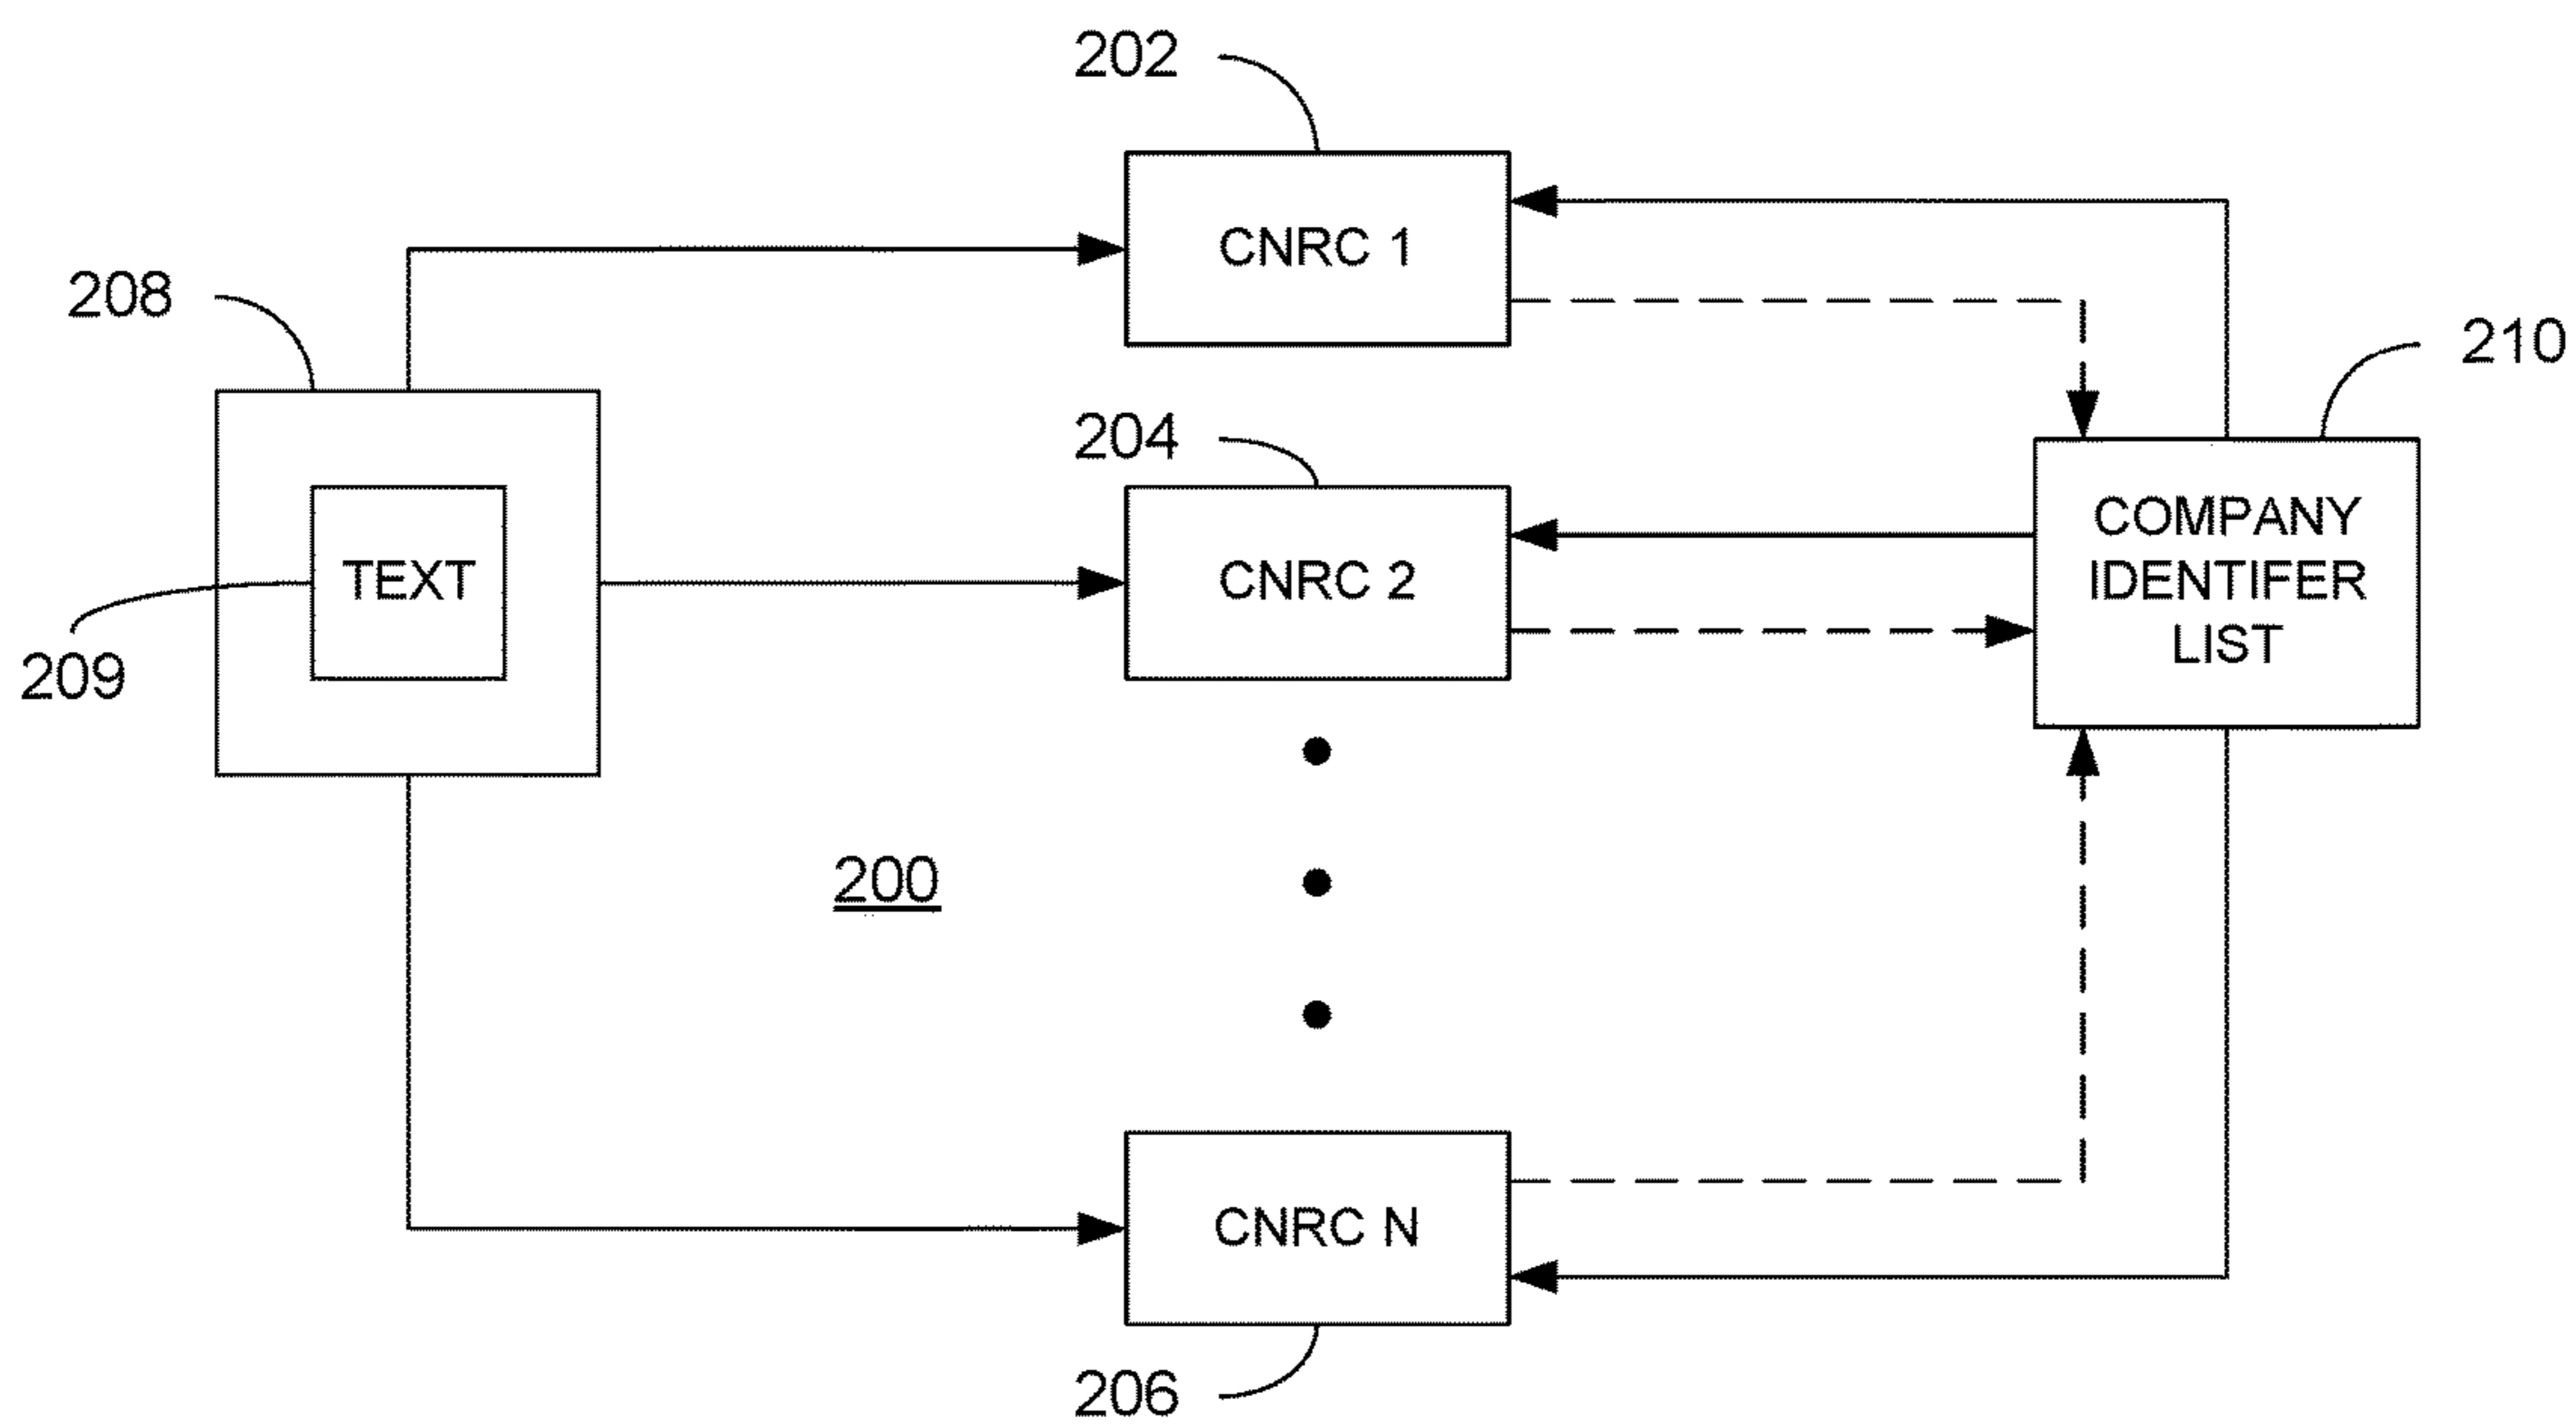 202
CNRC 1
208
210
204
TEXT
CNRC 2
COMPANY
IDENTIFER
LIST
209
200
CNRC N
206